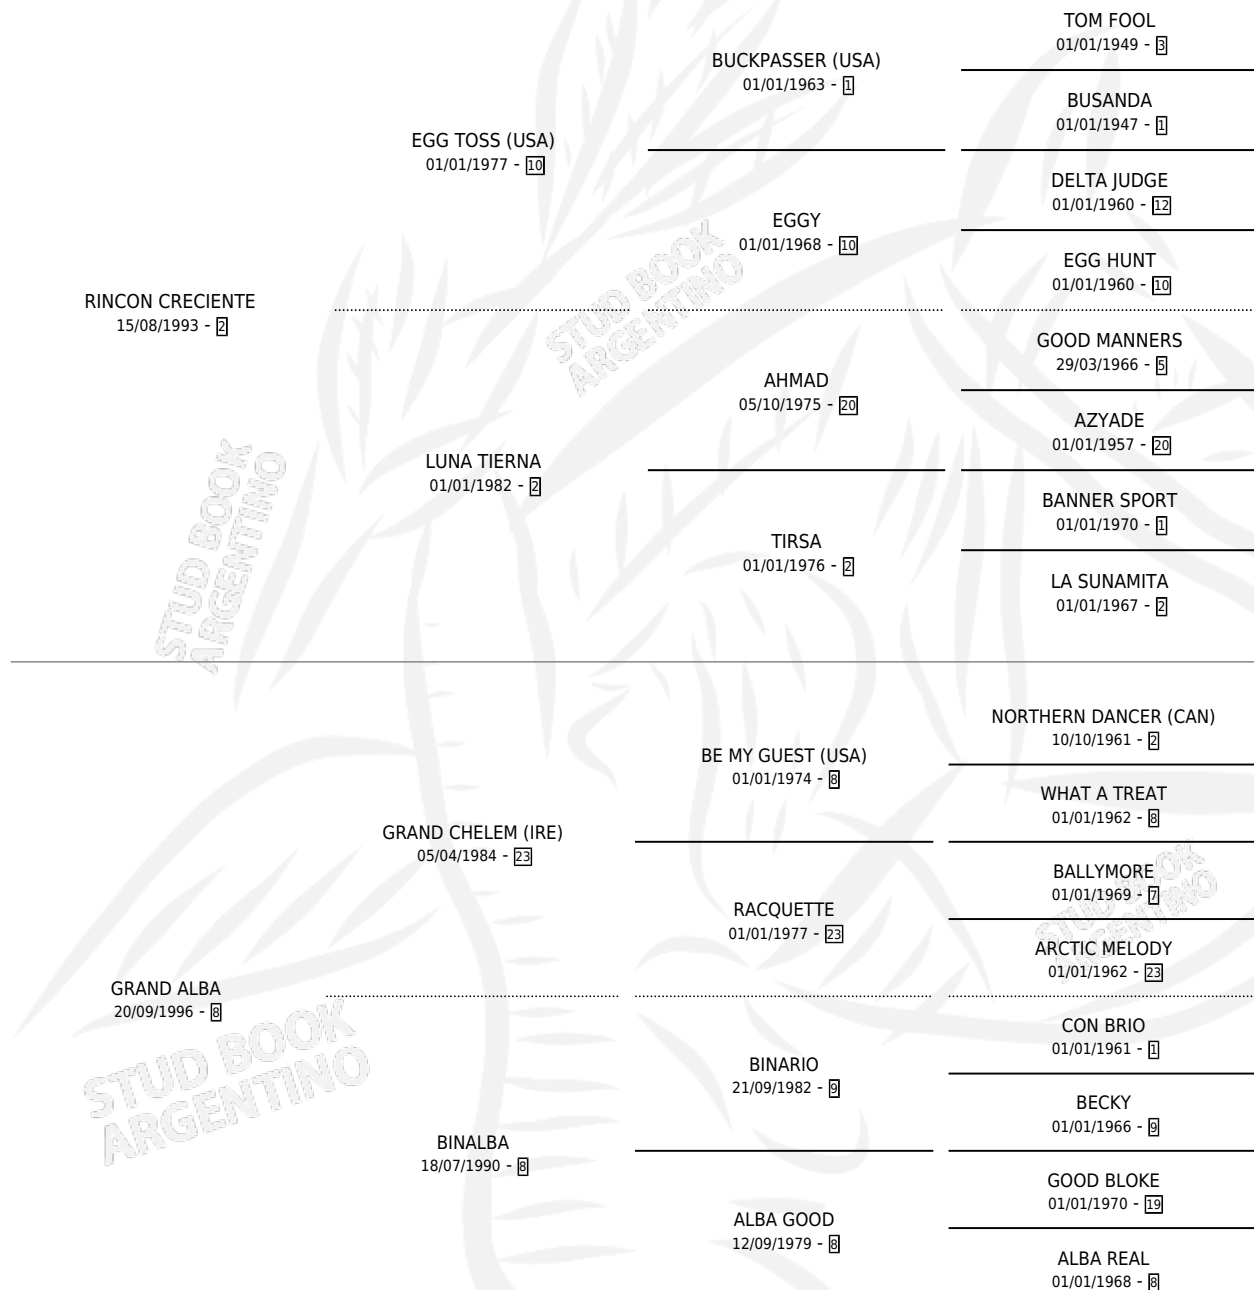 TOM FOOL
01/01/1949 - 3
BUCKPASSER (USA)
01/01/1963 - 1
BUSANDA
01/01/1947 - 1
EGG TOSS (USA)
01/01/1977 - 10
DELTA JUDGE
01/01/1960 - 12
EGGY
01/01/1968 - 10
EGG HUNT
01/01/1960 - 10
RINCON CRECIENTE
15/08/1993 - 2
STUD BOOK
ARGENTINO
GOOD MANNERS
29/03/1966 - 5
AHMAD
05/10/1975 - 20
AZYADE
01/01/1957 - 20
LUNA TIERNA
01/01/1982 - 2
BANNER SPORT
01/01/1970 - 1
TIRSA
01/01/1976 - 2
LA SUNAMITA
01/01/1967 - 2
STUD BOOK
ARGENTINO
NORTHERN DANCER (CAN)
10/10/1961 - 2
BE MY GUEST (USA)
01/01/1974 - 8
WHAT A TREAT
01/01/1962 - 8
GRAND CHELEM (IRE)
05/04/1984 - 23
BALLYMORE
01/01/1969 - 7
RACQUETTE
01/01/1977 - 23
STUD BOOK
ARGENTINO
ARCTIC MELODY
01/01/1962 - 23
GRAND ALBA
20/09/1996 - 8
STUD BOOK
ARGENTINO
CON BRIO
01/01/1961 - 1
BINARIO
21/09/1982 - 9
BECKY
01/01/1966 - 9
BINALBA
18/07/1990 - 8
GOOD BLOKE
01/01/1970 - 19
ALBA GOOD
12/09/1979 - 8
ALBA REAL
01/01/1968 - 8